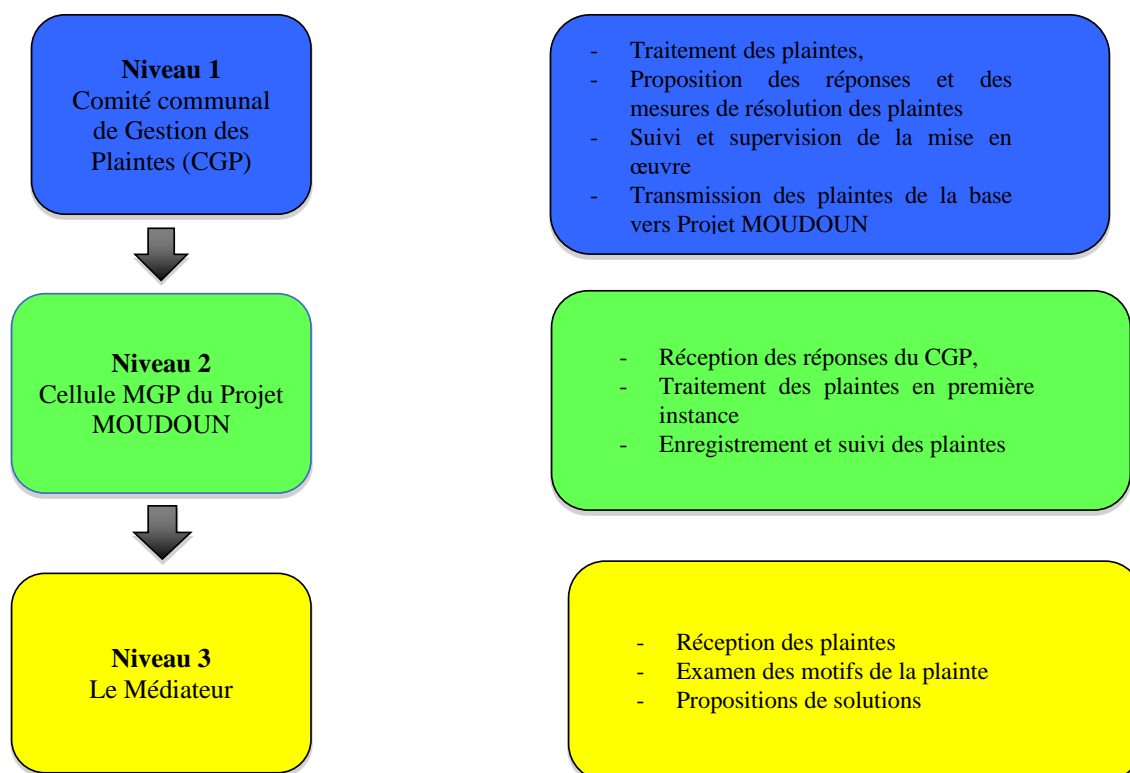 Niveau 1
Comité communal
de Gestion des
Plaintes (CGP)
- Traitement des plaintes,
- Proposition des réponses et des
mesures de résolution des plaintes
- Suivi et supervision de la mise en
œuvre
- Transmission des plaintes de la base
vers Projet MOUDOUN
Niveau 2
Cellule MGP du Projet
MOUDOUN
- Réception des réponses du CGP,
- Traitement des plaintes en première
instance
- Enregistrement et suivi des plaintes
Niveau 3
Le Médiateur
- Réception des plaintes
- Examen des motifs de la plainte
- Propositions de solutions